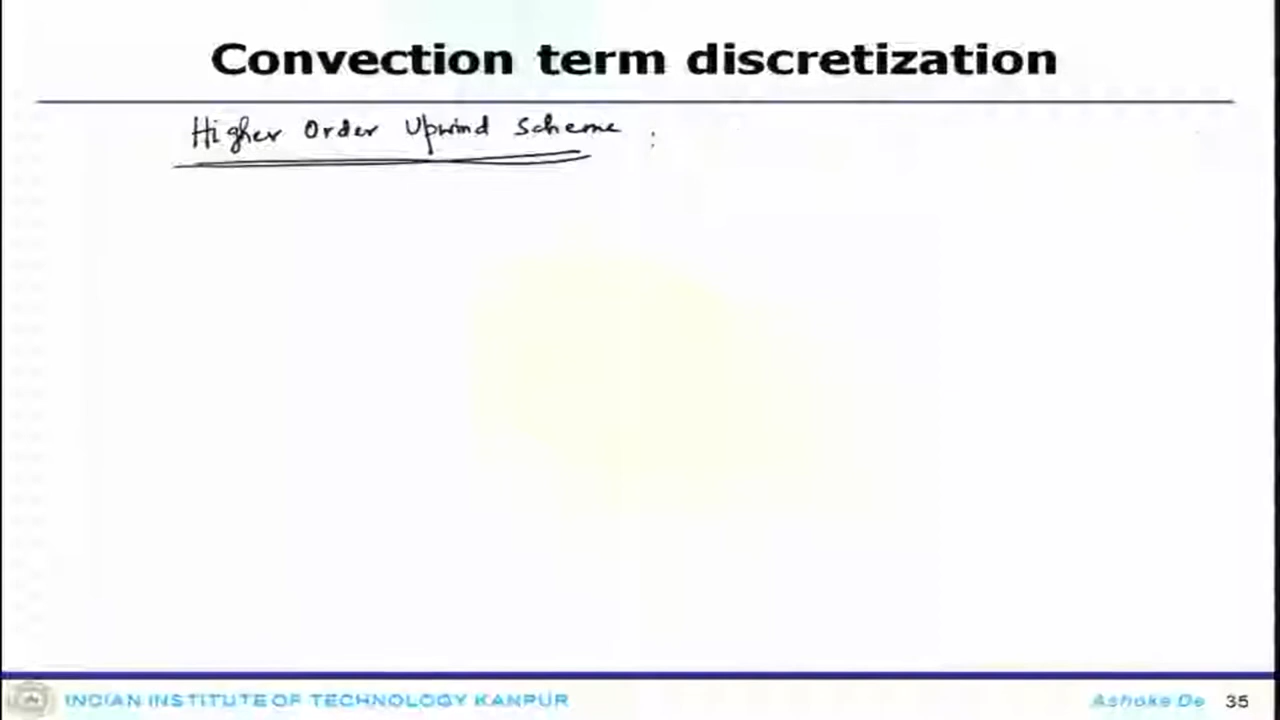 Convection term discretization
Higher Order Upwind Scheme :
INDIAN INSTITUTE OF TECHNOLOGY KANPUR
Ashoke De 35